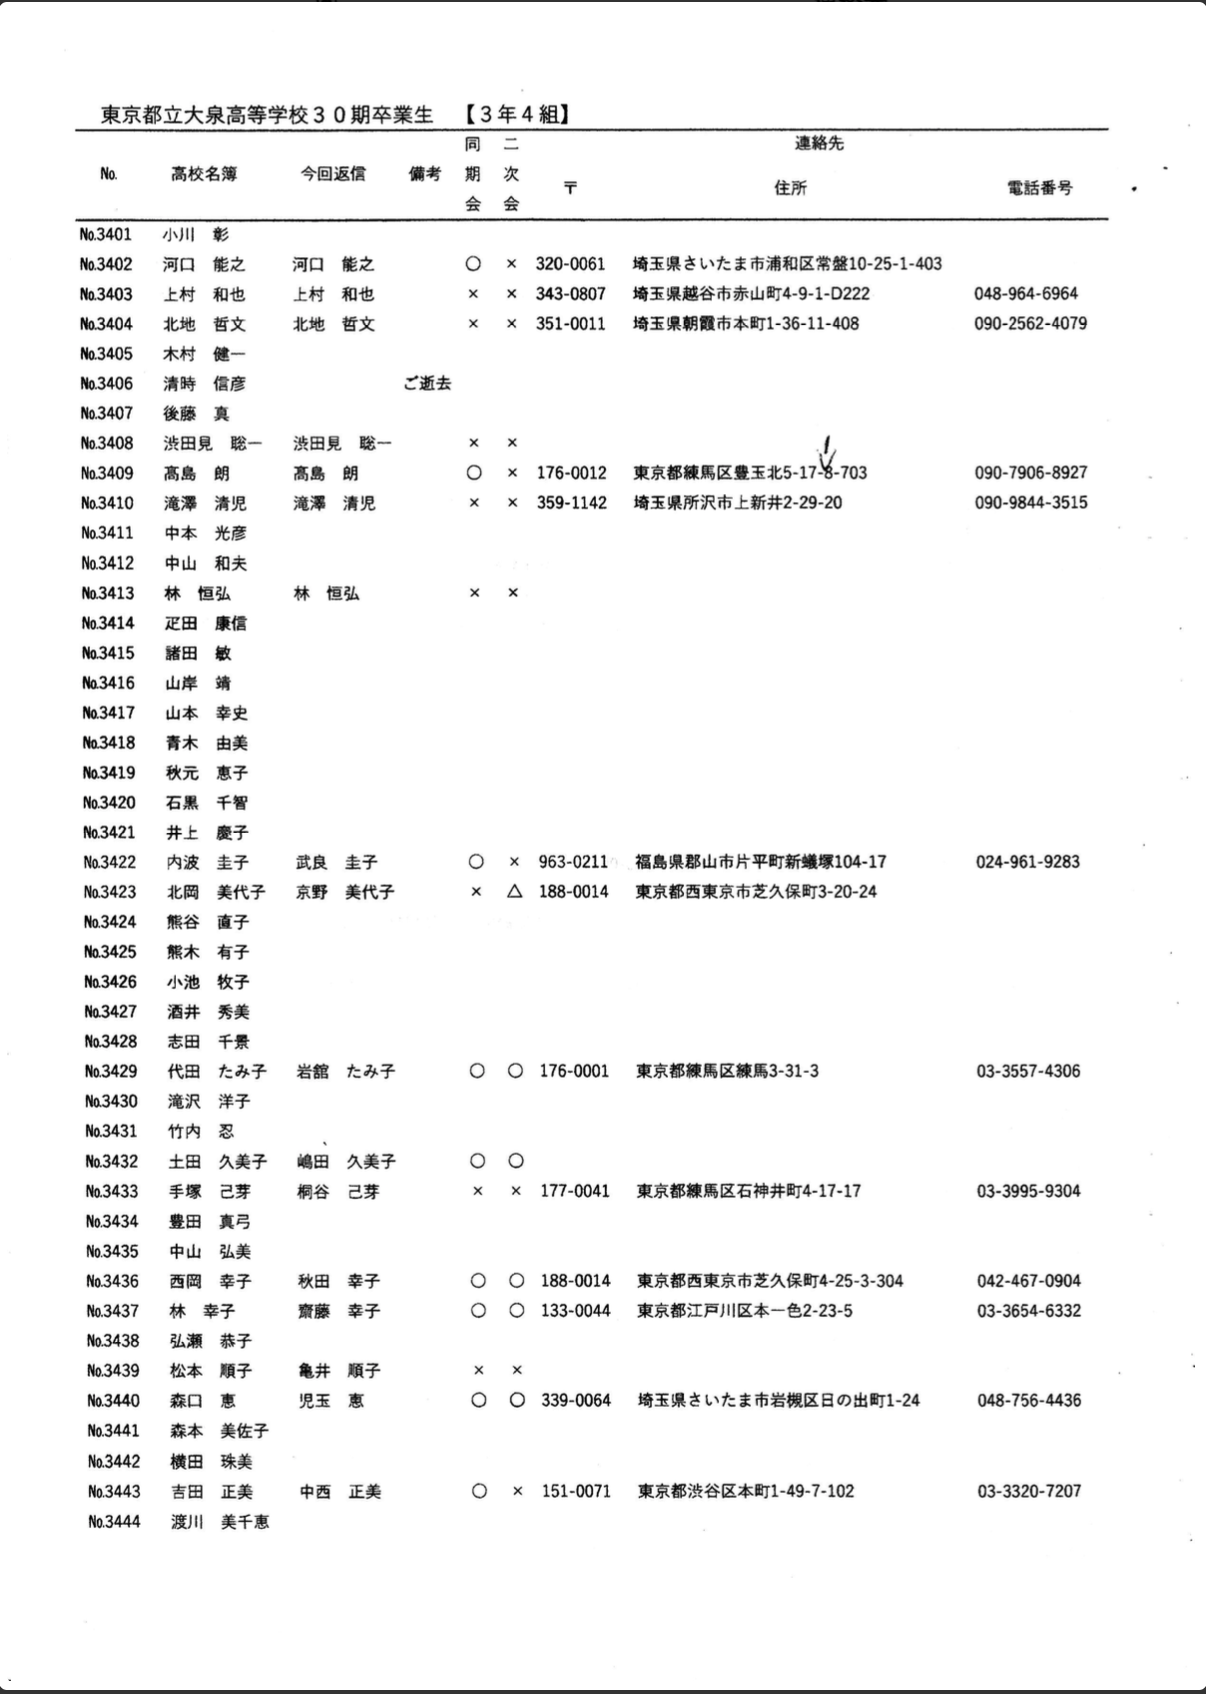 東京都立大泉高等学校30期卒業生　【3年4組】
No.　高校名簿　今回返信　備考　同期会　二次会　〒　連絡先　住所　電話番号
No.3401　小川　彰
No.3402　河口　能之　河口　能之　○　×　320-0061　埼玉県さいたま市浦和区常盤10-25-1-403
No.3403　上村　和也　上村　和也　×　×　343-0807　埼玉県越谷市赤山町4-9-1-D222　048-964-6964
No.3404　北地　哲文　北地　哲文　×　×　351-0011　埼玉県朝霞市本町1-36-11-408　090-2562-4079
No.3405　木村　健一
No.3406　清時　信彦　ご逝去
No.3407　後藤　真
No.3408　渋田見　聡一　渋田見　聡一　×　×
No.3409　髙島　朗　髙島　朗　○　×　176-0012　東京都練馬区豊玉北5-17-8-703　090-7906-8927
No.3410　滝澤　清児　滝澤　清児　×　×　359-1142　埼玉県所沢市上新井2-29-20　090-9844-3515
No.3411　中本　光彦
No.3412　中山　和夫
No.3413　林　恒弘　林　恒弘　×　×
No.3414　疋田　康信
No.3415　諸田　敏
No.3416　山岸　靖
No.3417　山本　幸史
No.3418　青木　由美
No.3419　秋元　恵子
No.3420　石黒　千智
No.3421　井上　慶子
No.3422　内波　圭子　武良　圭子　○　×　963-0211　福島県郡山市片平町新蟻塚104-17　024-961-9283
No.3423　北岡　美代子　京野　美代子　×　△　188-0014　東京都西東京市芝久保町3-20-24
No.3424　熊谷　直子
No.3425　熊木　有子
No.3426　小池　牧子
No.3427　酒井　秀美
No.3428　志田　千景
No.3429　代田　たみ子　岩舘　たみ子　○　○　176-0001　東京都練馬区練馬3-31-3　03-3557-4306
No.3430　滝沢　洋子
No.3431　竹内　忍
No.3432　土田　久美子　嶋田　久美子　○　○
No.3433　手塚　己芽　桐谷　己芽　×　×　177-0041　東京都練馬区石神井町4-17-17　03-3995-9304
No.3434　豊田　真弓
No.3435　中山　弘美
No.3436　西岡　幸子　秋田　幸子　○　○　188-0014　東京都西東京市芝久保町4-25-3-304　042-467-0904
No.3437　林　幸子　齋藤　幸子　○　○　133-0044　東京都江戸川区本一色2-23-5　03-3654-6332
No.3438　弘瀬　恭子
No.3439　松本　順子　亀井　順子　×　×
No.3440　森口　恵　児玉　恵　○　○　339-0064　埼玉県さいたま市岩槻区日の出町1-24　048-756-4436
No.3441　森本　美佐子
No.3442　横田　珠美
No.3443　吉田　正美　中西　正美　○　×　151-0071　東京都渋谷区本町1-49-7-102　03-3320-7207
No.3444　渡川　美千恵